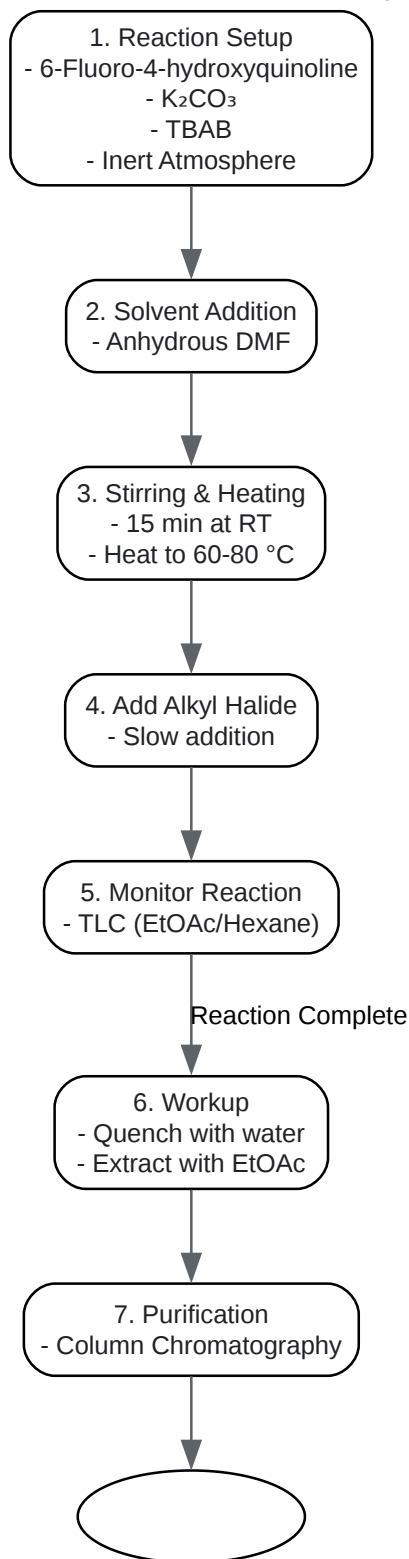 1. Reaction Setup
- 6-Fluoro-4-hydroxyquinoline
- K₂CO₃
- TBAB
- Inert Atmosphere
2. Solvent Addition
- Anhydrous DMF
3. Stirring & Heating
- 15 min at RT
- Heat to 60-80 °C
4. Add Alkyl Halide
- Slow addition
5. Monitor Reaction
- TLC (EtOAc/Hexane)
Reaction Complete
6. Workup
- Quench with water
- Extract with EtOAc
7. Purification
- Column Chromatography